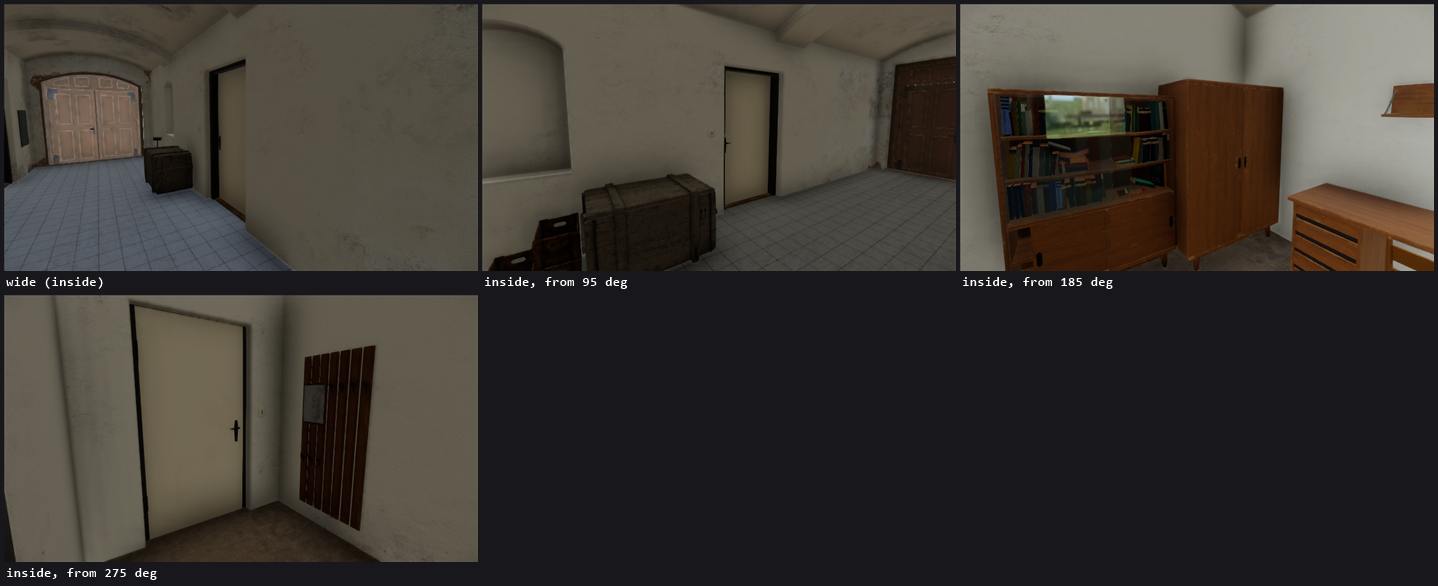 wide (inside)
inside, from 95 deg
inside, from 185 deg
inside, from 275 deg